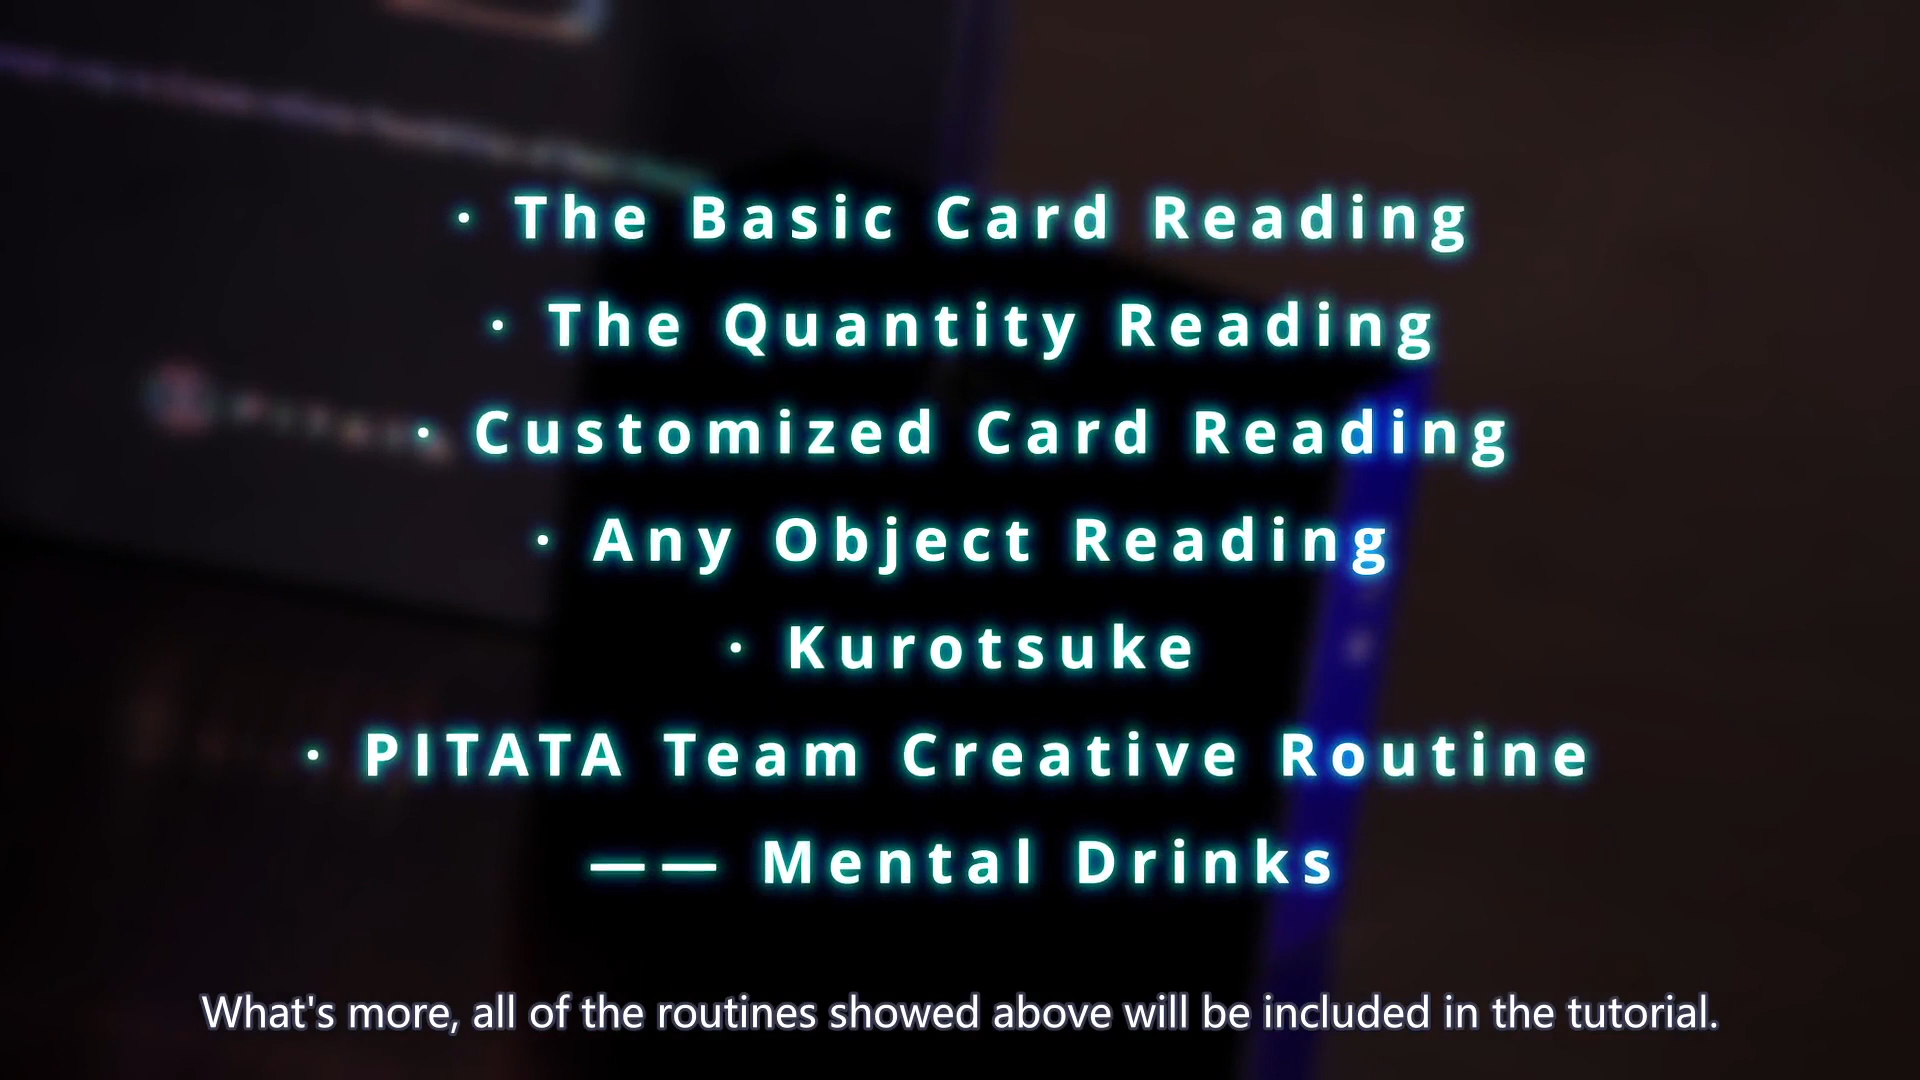 · The Basic Card Reading
· The Quantity Reading
· Customized Card Reading
· Any Object Reading
· Kurotsuke
· PITATA Team Creative Routine
—— Mental Drinks
PITATA
What's more, all of the routines showed above will be included in the tutorial.